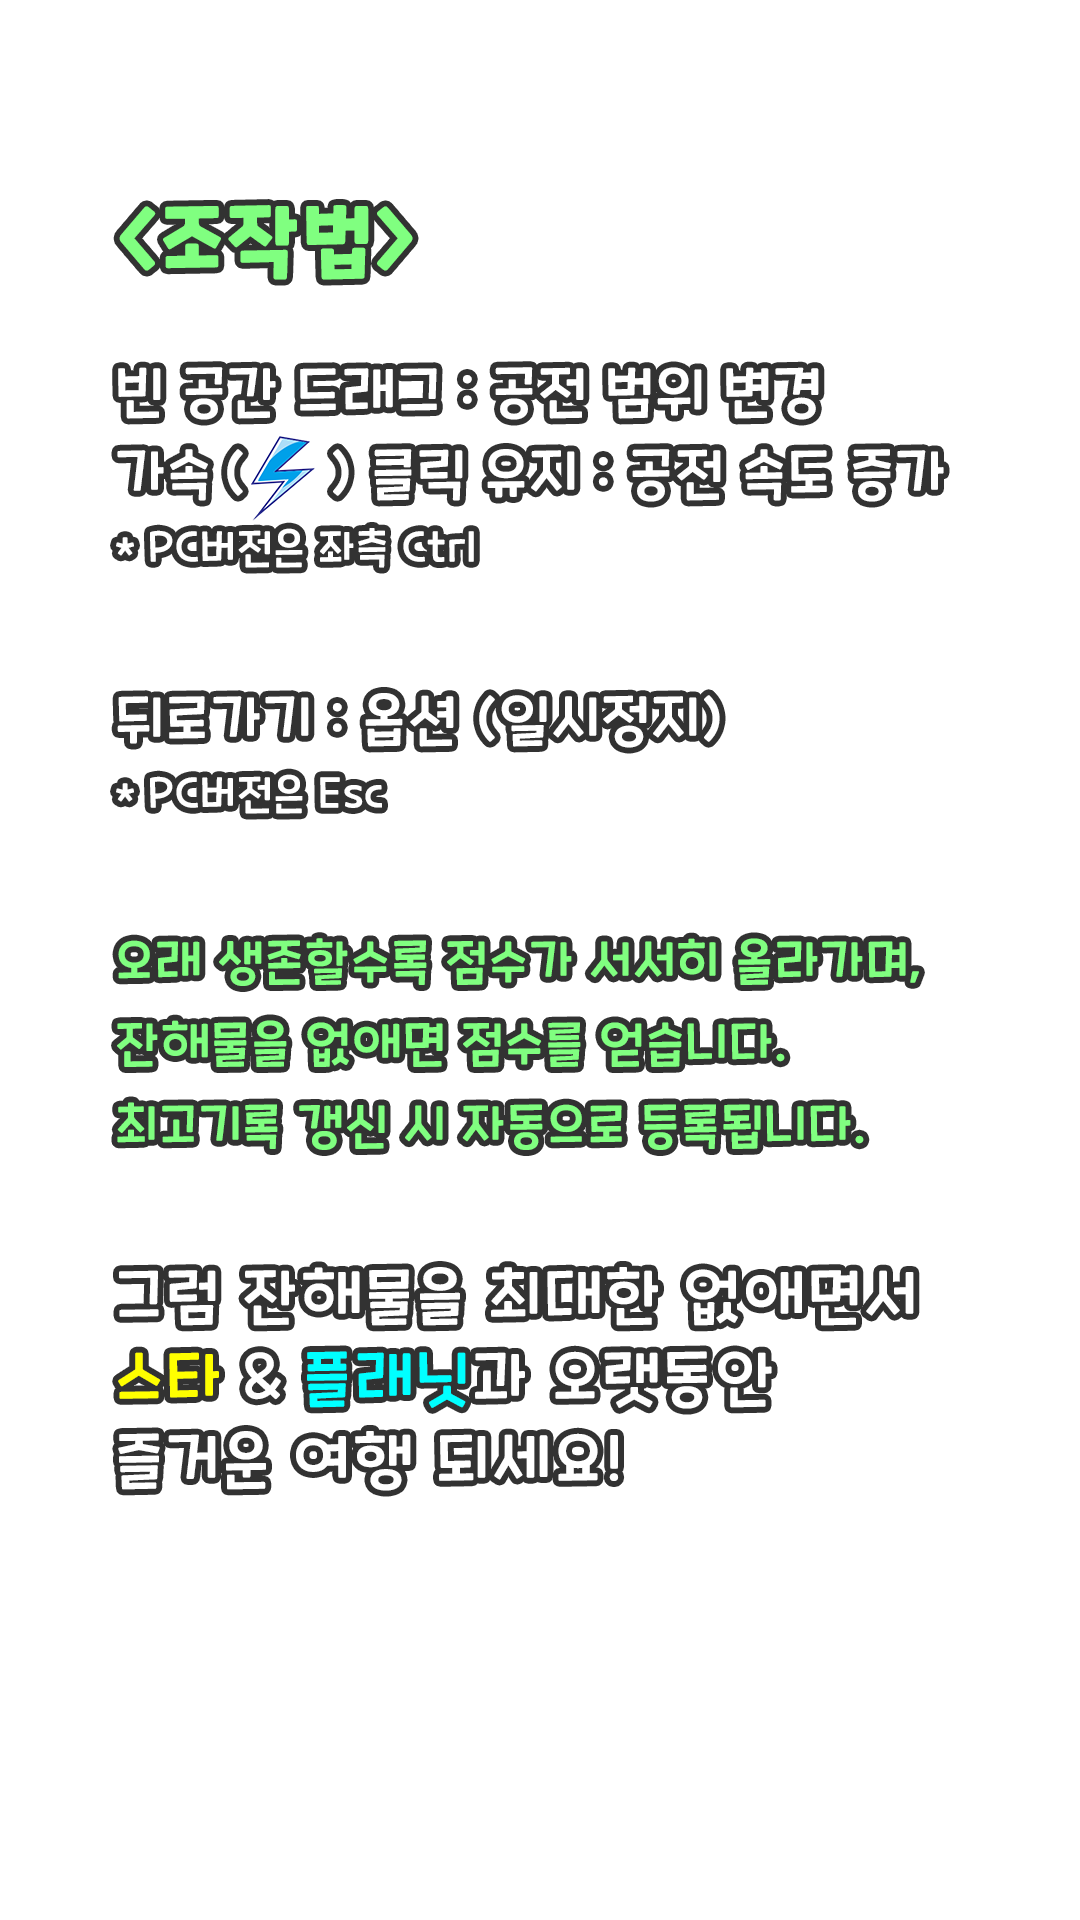 <조작법>
빈 공간 드래그 : 공전 범위 변경
가속 (⚡) 클릭 유지 : 공전 속도 증가
* PC버전은 좌측 Ctrl
뒤로가기 : 옵션 (일시정지)
* PC버전은 Esc
오래 생존할수록 점수가 서서히 올라가며,
잔해물을 없애면 점수를 얻습니다.
최고기록 갱신 시 자동으로 등록됩니다.
그럼 잔해물을 최대한 없애면서
스타 & 플래닛과 오랫동안
즐거운 여행 되세요!